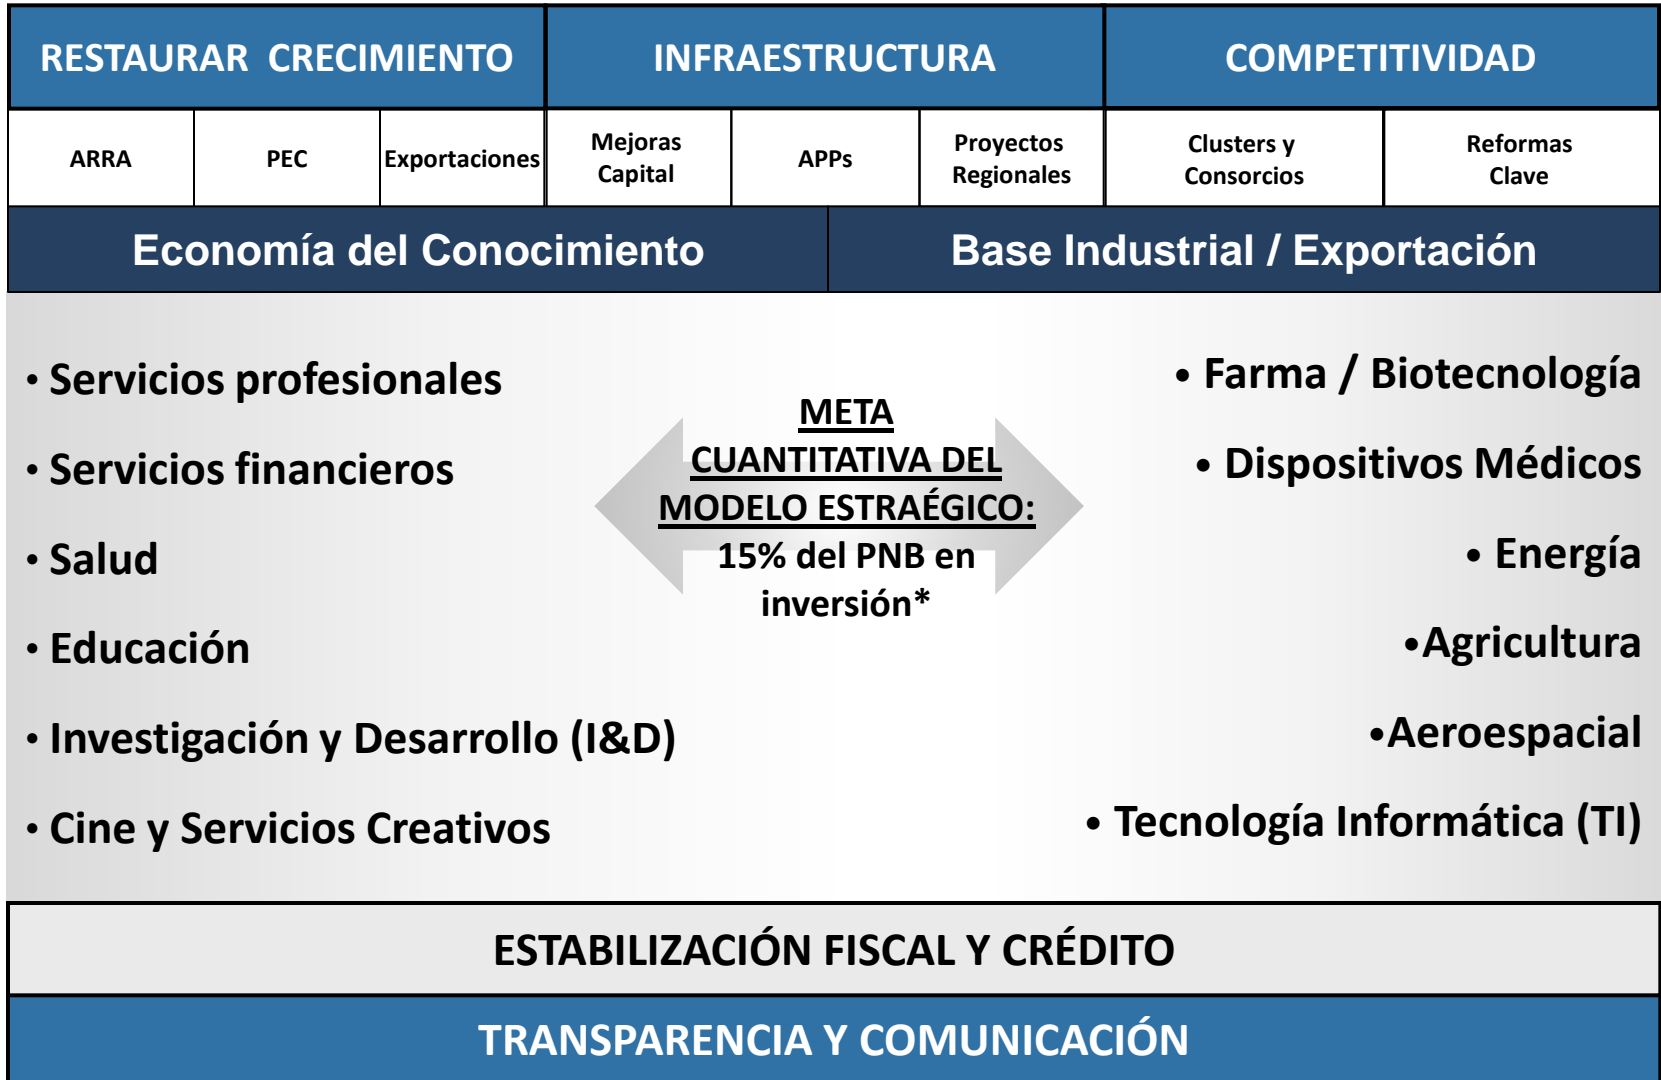 RESTAURAR CRECIMIENTO
INFRAESTRUCTURA
COMPETITIVIDAD
ARRA
PEC
Exportaciones
Mejoras
Capital
APPs
Proyectos
Regionales
Clusters y
Consorcios
Reformas
Clave
Economía del Conocimiento
Base Industrial / Exportación
• Servicios profesionales
• Servicios financieros
• Salud
• Educación
• Investigación y Desarrollo (I&D)
• Cine y Servicios Creativos
META
CUANTITATIVA DEL
MODELO ESTRAÉGICO:
15% del PNB en
inversión*
• Farma / Biotecnología
• Dispositivos Médicos
• Energía
•Agricultura
•Aeroespacial
• Tecnología Informática (TI)
ESTABILIZACIÓN FISCAL Y CRÉDITO
TRANSPARENCIA Y COMUNICACIÓN